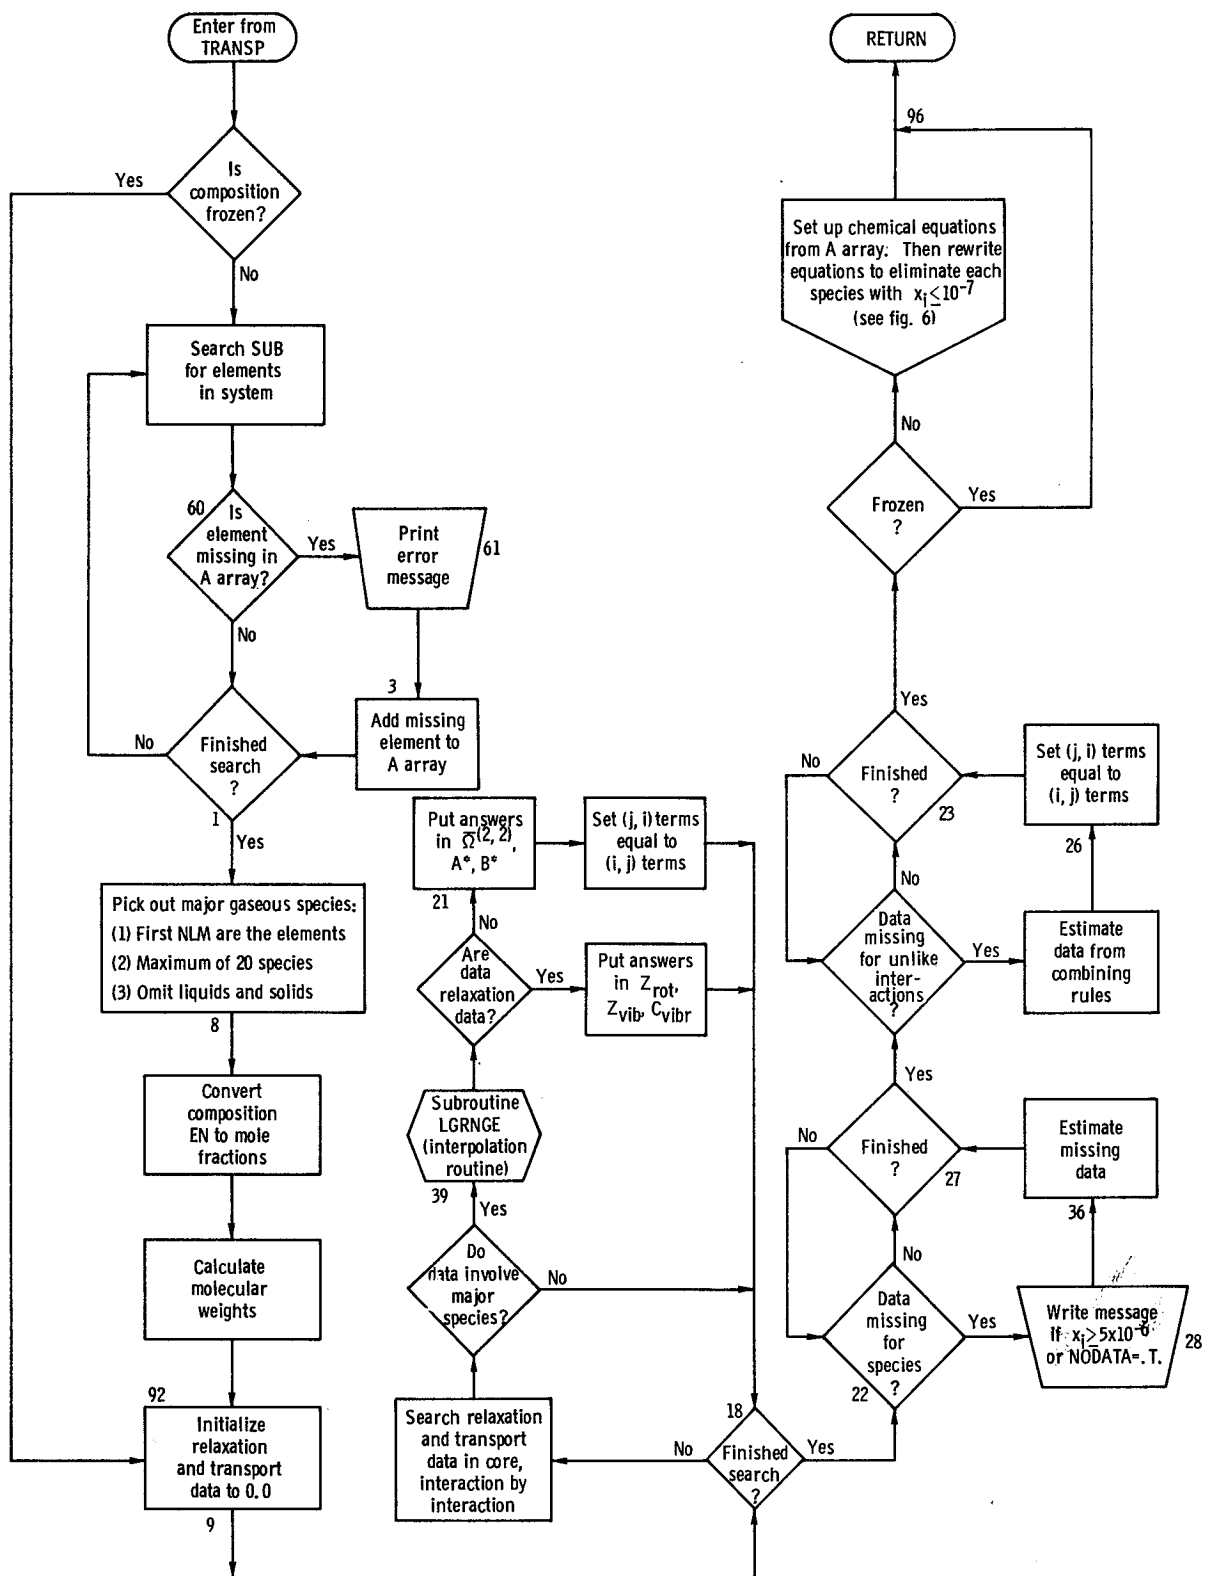 Enter from
TRANSP
Is
composition
frozen?
Yes
No
Search SUB
for elements
in system
60
Is
element
missing in
A array?
Yes
No
Print
error
message
61
3
Add missing
element to
A array
Finished
search
?
No
1
Yes
Pick out major gaseous species:
(1) First NLM are the elements
(2) Maximum of 20 species
(3) Omit liquids and solids
8
Convert
composition
EN to mole
fractions
Calculate
molecular
weights
92
Initialize
relaxation
and transport
data to 0.0
9
Put answers
in Ω̅(2, 2),
A*, B*
21
Set (j, i) terms
equal to
(i, j) terms
No
Are
data
relaxation
data?
Yes
Put answers
in Zrot,
Zvib, Cvibr
Subroutine
LGRNGE
(interpolation
routine)
39
Yes
Do
data involve
major
species?
No
Search relaxation
and transport
data in core,
interaction by
interaction
18
Finished
search
?
No
Yes
RETURN
96
Set up chemical equations
from A array. Then rewrite
equations to eliminate each
species with xi≤10-7
(see fig. 6)
No
Frozen
?
Yes
Yes
Finished
?
No
23
Set (j, i) terms
equal to
(i, j) terms
26
No
Data
missing
for unlike
inter-
actions
?
Yes
Estimate
data from
combining
rules
Yes
Finished
?
No
27
Estimate
missing
data
36
No
Data
missing
for
species
?
22
Yes
Write message
if xi≥5x10-6
or NODATA=.T.
28